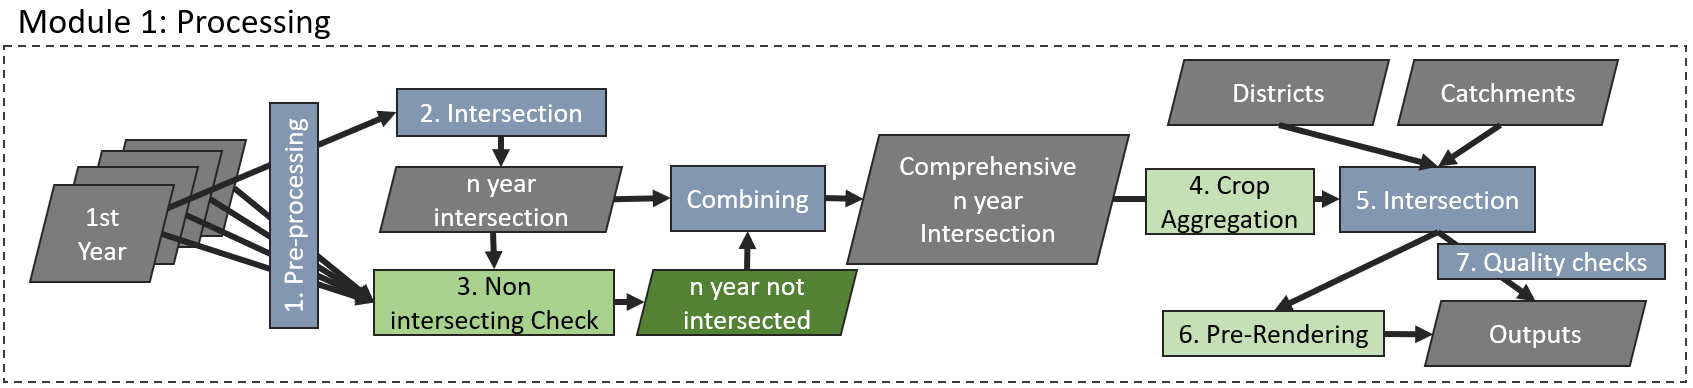 Module 1: Processing
1st
Year
1. Pre-processing
2. Intersection
n year
intersection
3. Non
intersecting Check
n year not
intersected
Combining
Comprehensive
n year
Intersection
4. Crop
Aggregation
Districts
Catchments
5. Intersection
7. Quality checks
6. Pre-Rendering
Outputs